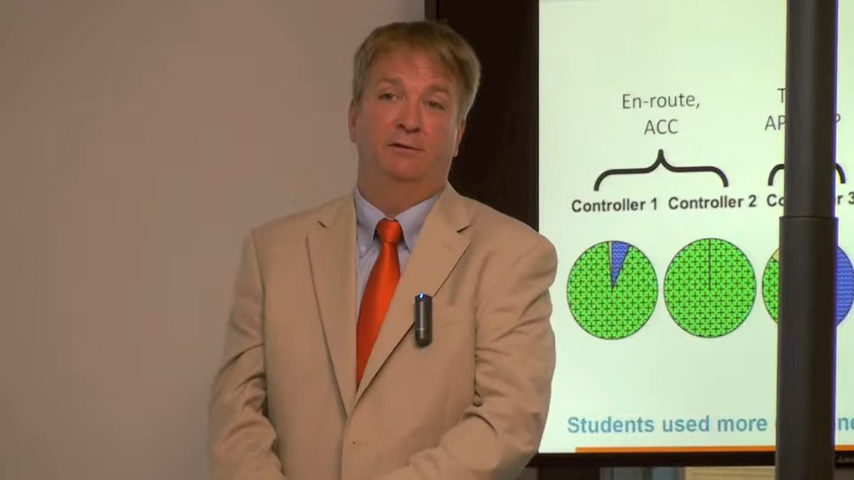 En-route,
ACC
Controller 1 Controller 2
Students used more